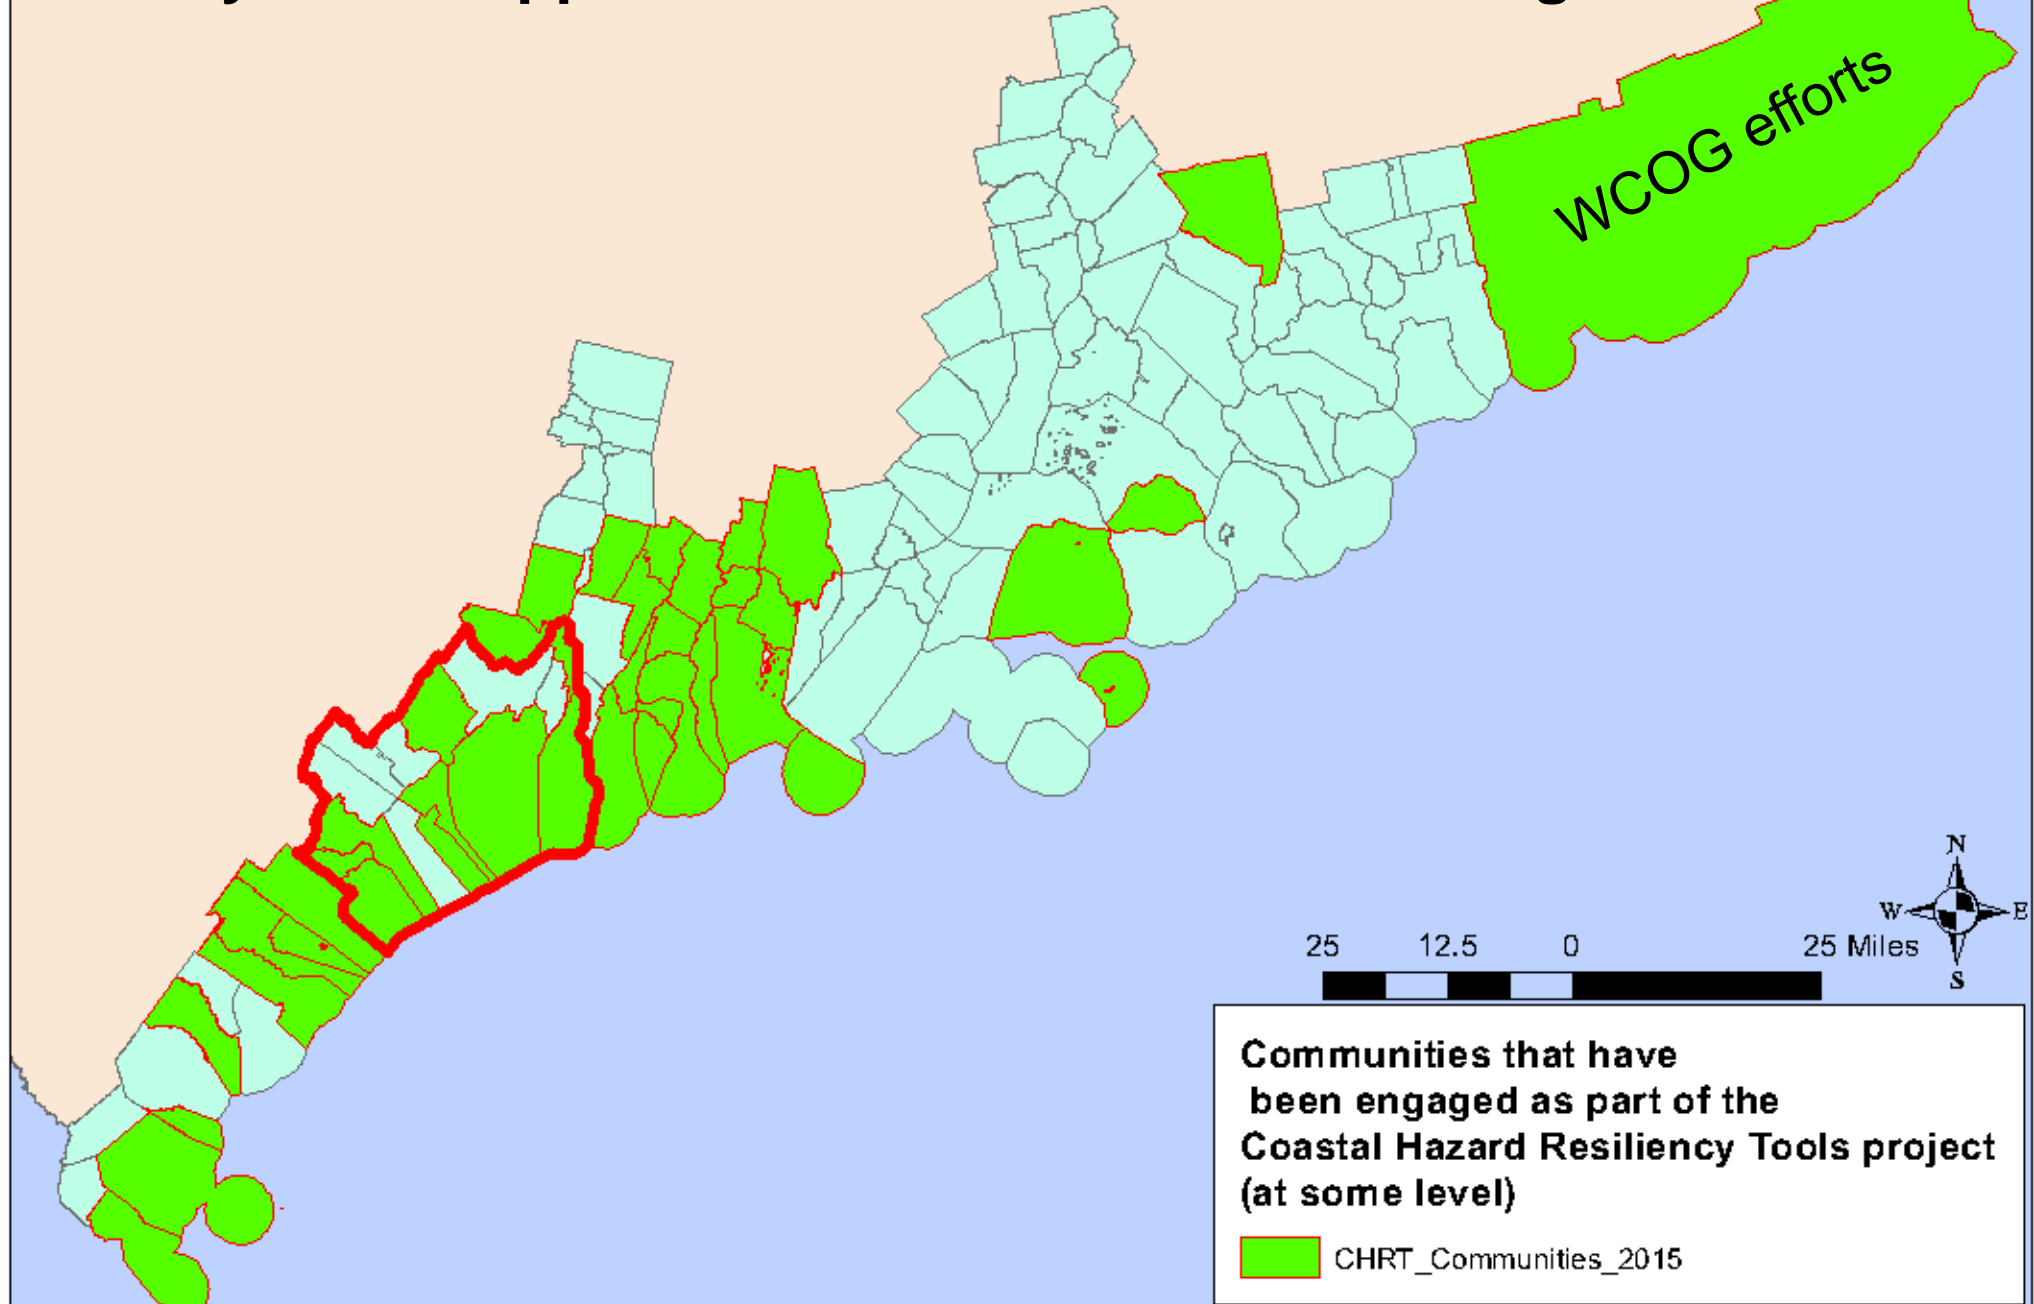 WCOG efforts
N
W E
S
25 12.5 0 25 Miles
Communities that have
been engaged as part of the
Coastal Hazard Resiliency Tools project
(at some level)
CHRT_Communities_2015